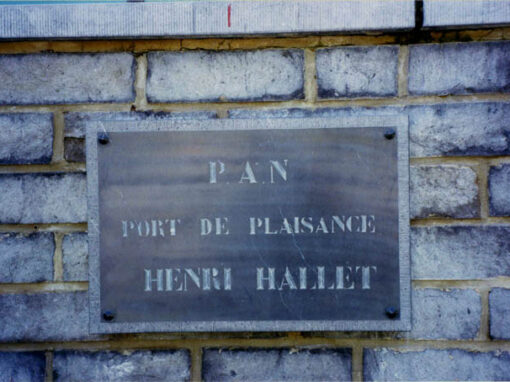 P.A.N
PORT DE PLAISANCE
HENRI HALLET